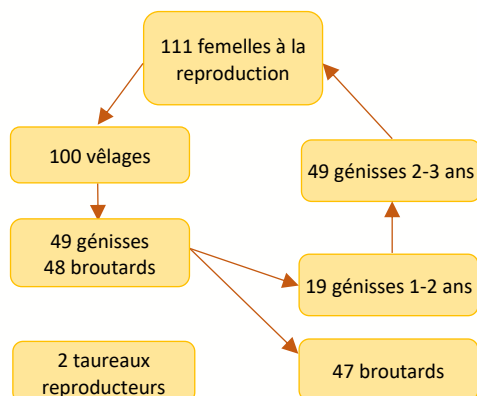 111 femelles à la
reproduction
100 vêlages
49 génisses 2-3 ans
49 génisses
48 broutards
19 génisses 1-2 ans
2 taureaux
reproducteurs
47 broutards